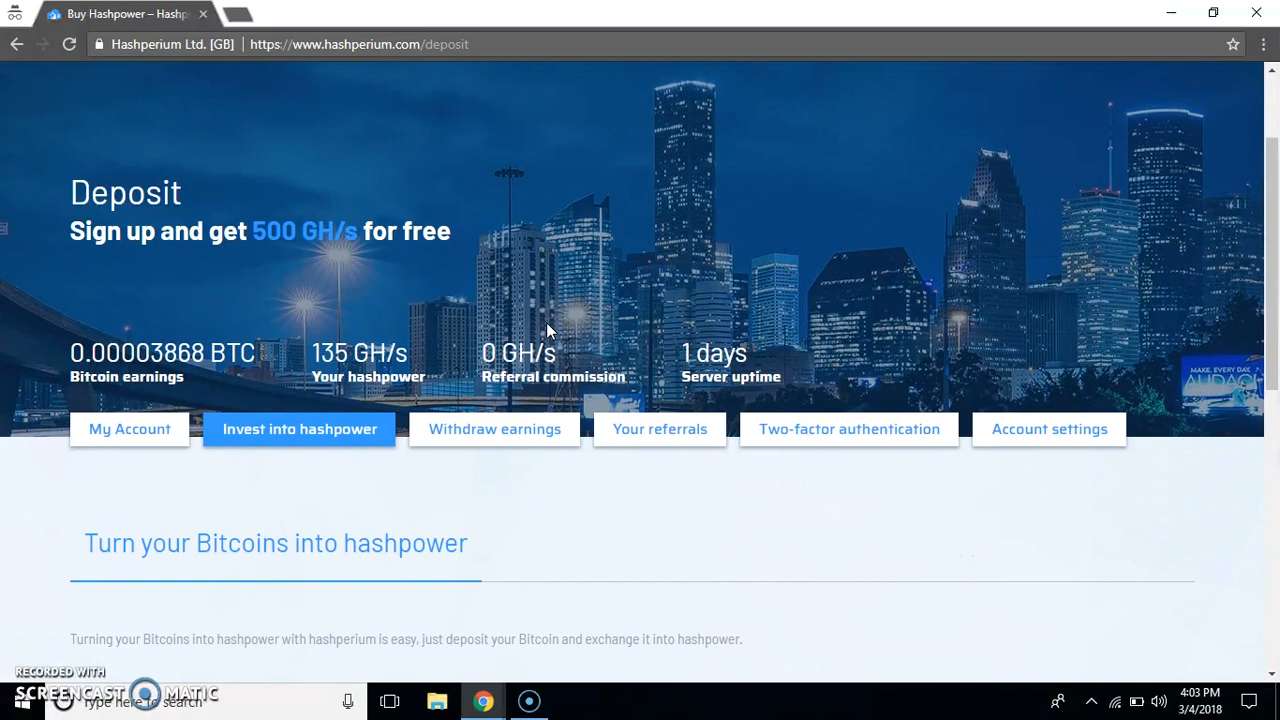 Buy Hashpower – Hashpe
Hashperium Ltd. [GB]
https://www.hashperium.com/deposit
Deposit
Sign up and get 500 GH/s for free
0.00003868 BTC
Bitcoin earnings
135 GH/s
Your hashpower
0 GH/s
Referral commission
1 days
Server uptime
MAKE. EVERY DAY.
My Account
Invest into hashpower
Withdraw earnings
Your referrals
Two-factor authentication
Account settings
Turn your Bitcoins into hashpower
Turning your Bitcoins into hashpower with hashperium is easy, just deposit your Bitcoin and exchange it into hashpower.
RECORDED WITH
SCREENCAST MATIC
Type here to search
4:03 PM
3/4/2018